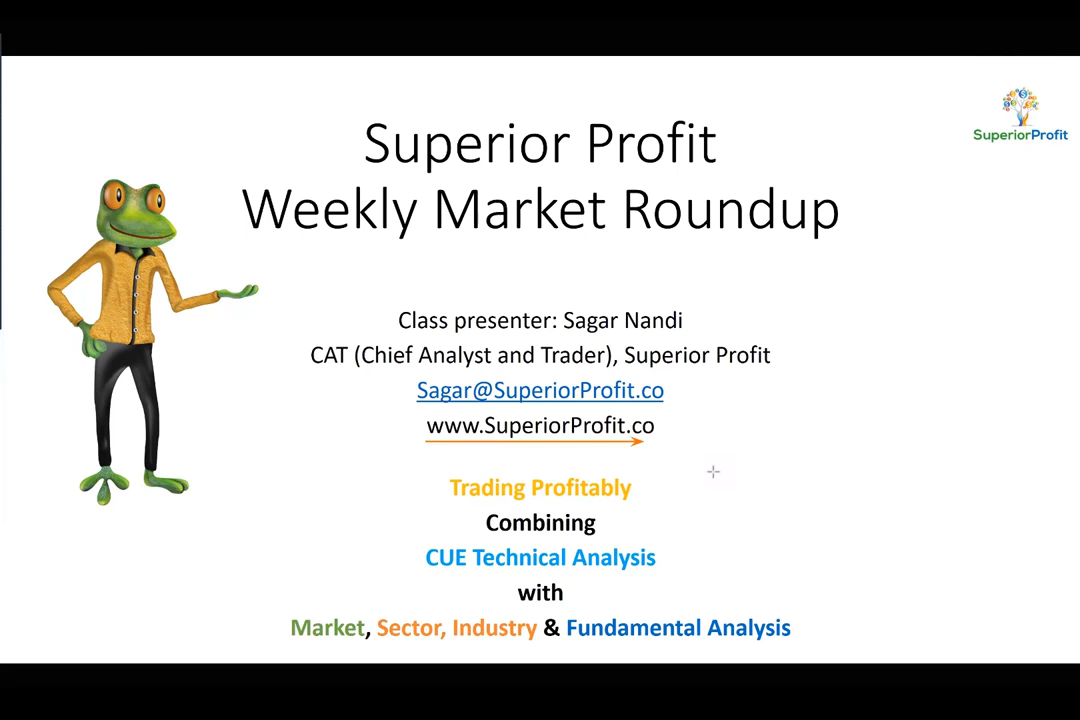 Superior Profit
Weekly Market Roundup
SuperiorProfit
Class presenter: Sagar Nandi
CAT (Chief Analyst and Trader), Superior Profit
Sagar@SuperiorProfit.co
www.SuperiorProfit.co
Trading Profitably
Combining
CUE Technical Analysis
with
Market, Sector, Industry & Fundamental Analysis